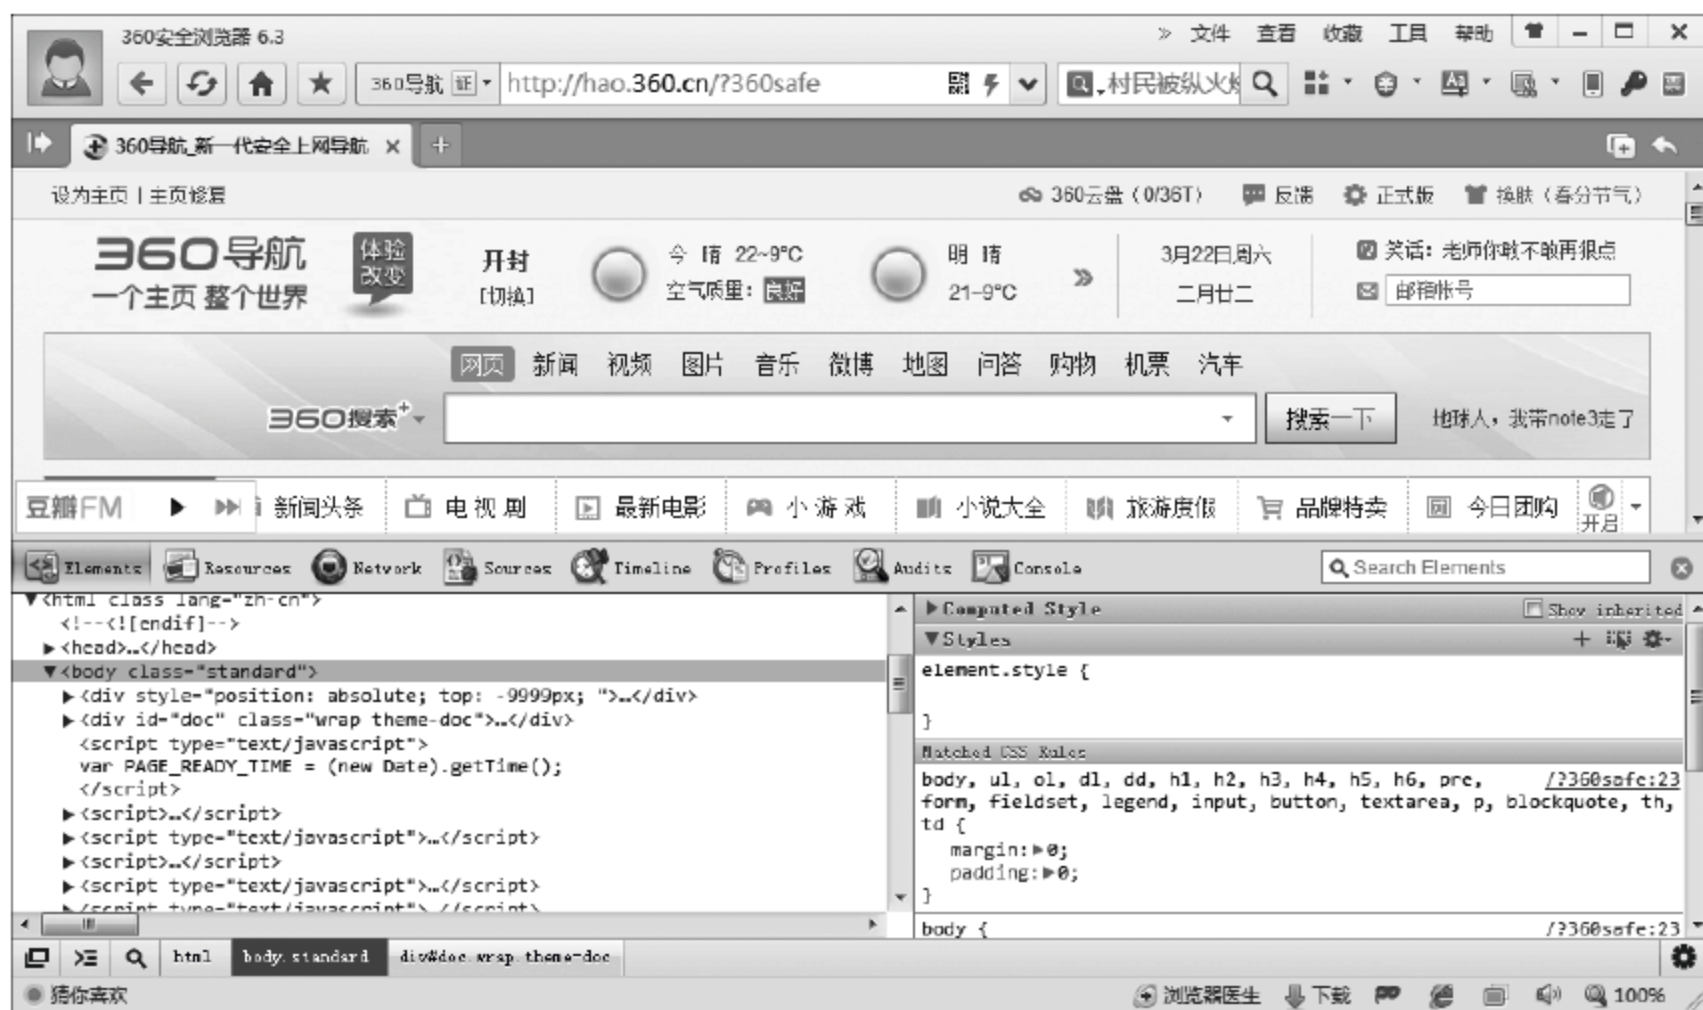 360安全浏览器 6.3
» 文件 查看 收藏 工具 帮助
360导航 证 http://hao.360.cn/?360safe 村民被纵火
360导航_新一代安全上网导航
设为主页 | 主页修复 360云盘（0/36T） 反馈 正式版 换肤（春分节气）
360导航 体验改变 开封 今 晴 22~9°C 明 晴 3月22日周六 笑话：老师你敢不敢再狠点
一个主页 整个世界 [切换] 空气质量：良好 21~9°C 二月廿二 邮箱帐号
网页 新闻 视频 图片 音乐 微博 地图 问答 购物 机票 汽车
360搜索+ 搜索一下 地球人，我带note3走了
豆瓣FM 新闻头条 电视剧 最新电影 小游戏 小说大全 旅游度假 品牌特卖 今日团购 开启
Elements Resources Network Sources Timeline Profiles Audits Console Search Elements
▼<html class lang="zh-cn">
<!--<![endif]-->
▶<head>…</head>
▼<body class="standard">
▶<div style="position: absolute; top: -9999px; ">…</div>
▶<div id="doc" class="wrap theme-doc">…</div>
<script type="text/javascript">
var PAGE_READY_TIME = (new Date).getTime();
</script>
▶<script>…</script>
▶<script type="text/javascript">…</script>
▶<script>…</script>
▶<script type="text/javascript">…</script>
▶<script type="text/javascript">…</script>
▶Computed Style Show inherited
▼Styles
element.style {
}
Matched CSS Rules
body, ul, ol, dl, dd, h1, h2, h3, h4, h5, h6, pre, /?360safe:23
form, fieldset, legend, input, button, textarea, p, blockquote, th,
td {
margin:▶0;
padding:▶0;
}
body { /?360safe:23
html body.standard div#doc.wrap.theme-doc
猜你喜欢 浏览器医生 下载 100%